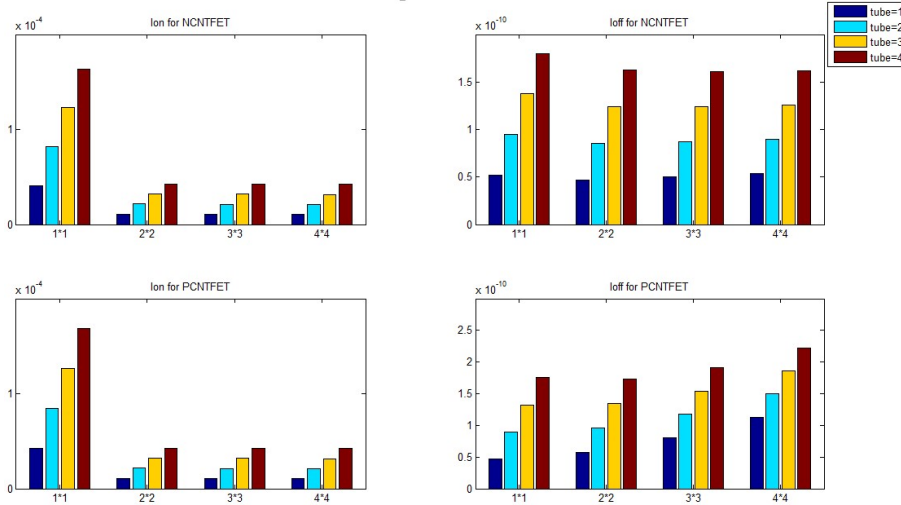 Ion for NCNTFET
x 10^-4
1
0
1*1 2*2 3*3 4*4
Ioff for NCNTFET
x 10^-10
1.5
1
0.5
0
1*1 2*2 3*3 4*4
tube=1
tube=2
tube=3
tube=4
Ion for PCNTFET
x 10^-4
1
0
1*1 2*2 3*3 4*4
Ioff for PCNTFET
x 10^-10
2.5
2
1.5
1
0.5
0
1*1 2*2 3*3 4*4